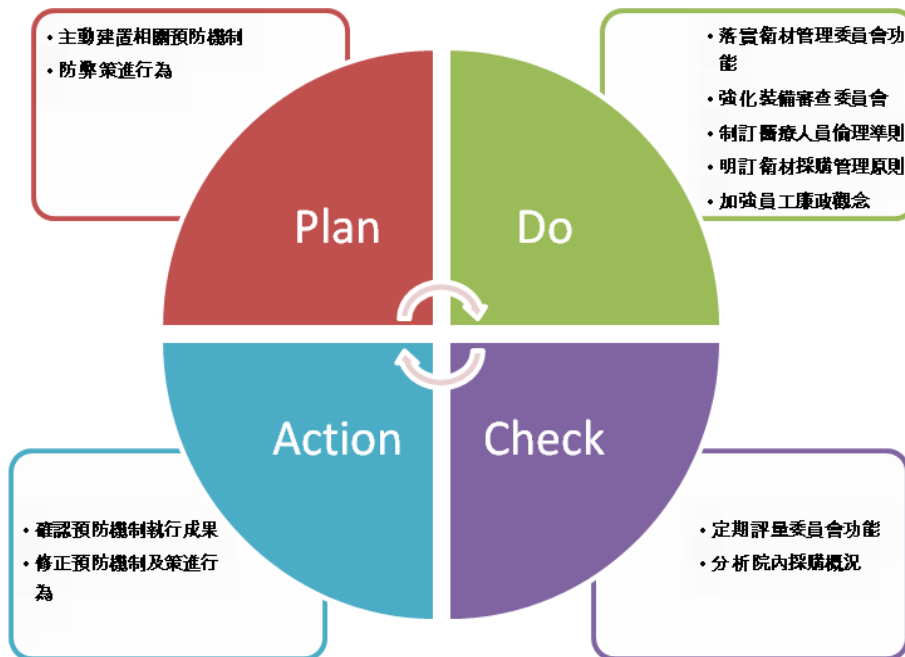 • 主動建置相關預防機制
• 防弊策進行為
• 落實衛材管理委員會功
能
• 強化裝備審查委員會
• 制訂醫療人員倫理準則
• 明訂衛材採購管理原則
• 加強員工廉政觀念
Plan
Do
Action
Check
• 確認預防機制執行成果
• 修正預防機制及策進行
為
• 定期評量委員會功能
• 分析院內採購概況